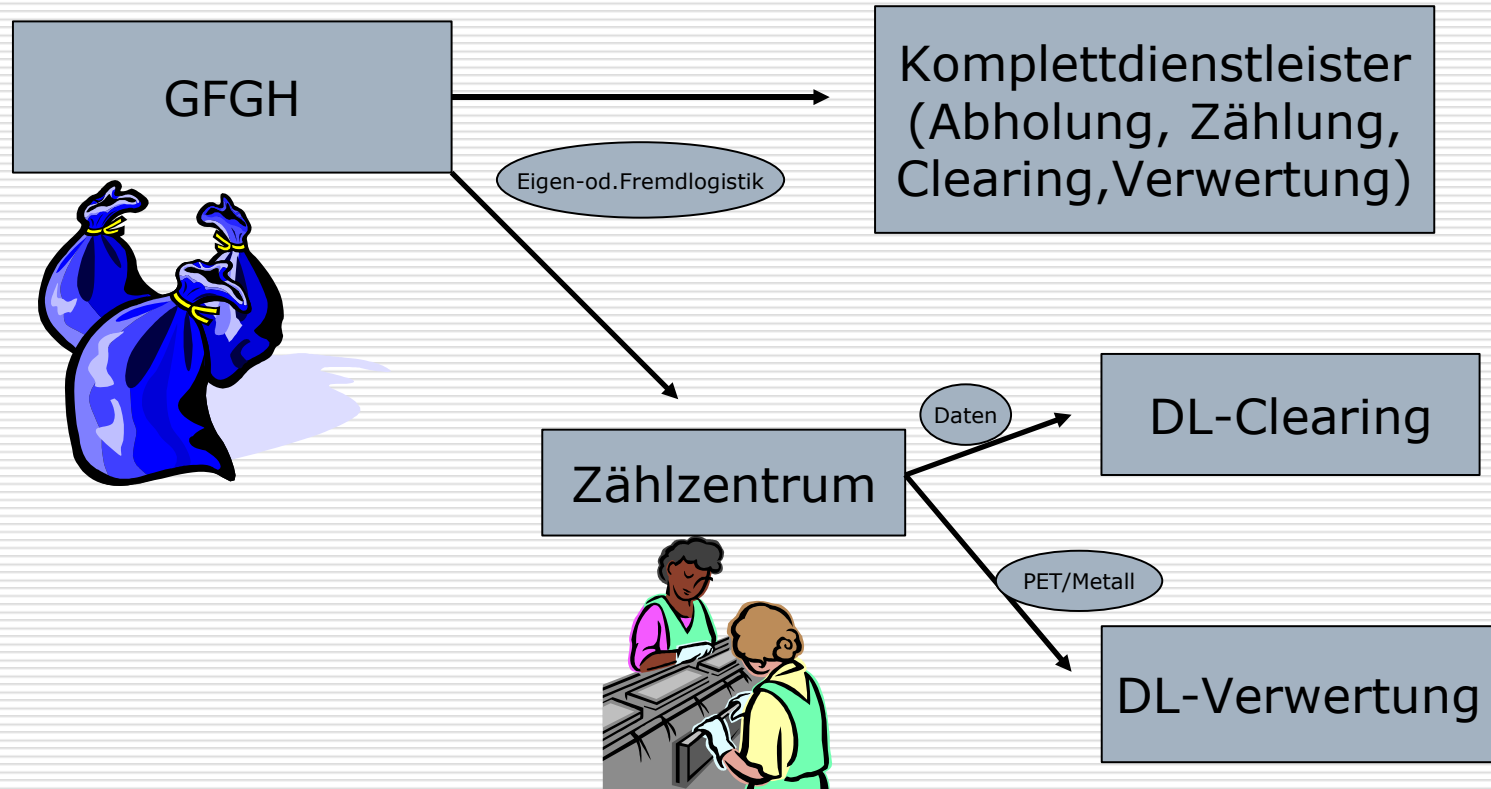 GFGH
Komplettdienstleister
(Abholung, Zählung,
Clearing,Verwertung)
Eigen-od.Fremdlogistik
Daten
DL-Clearing
Zählzentrum
PET/Metall
DL-Verwertung